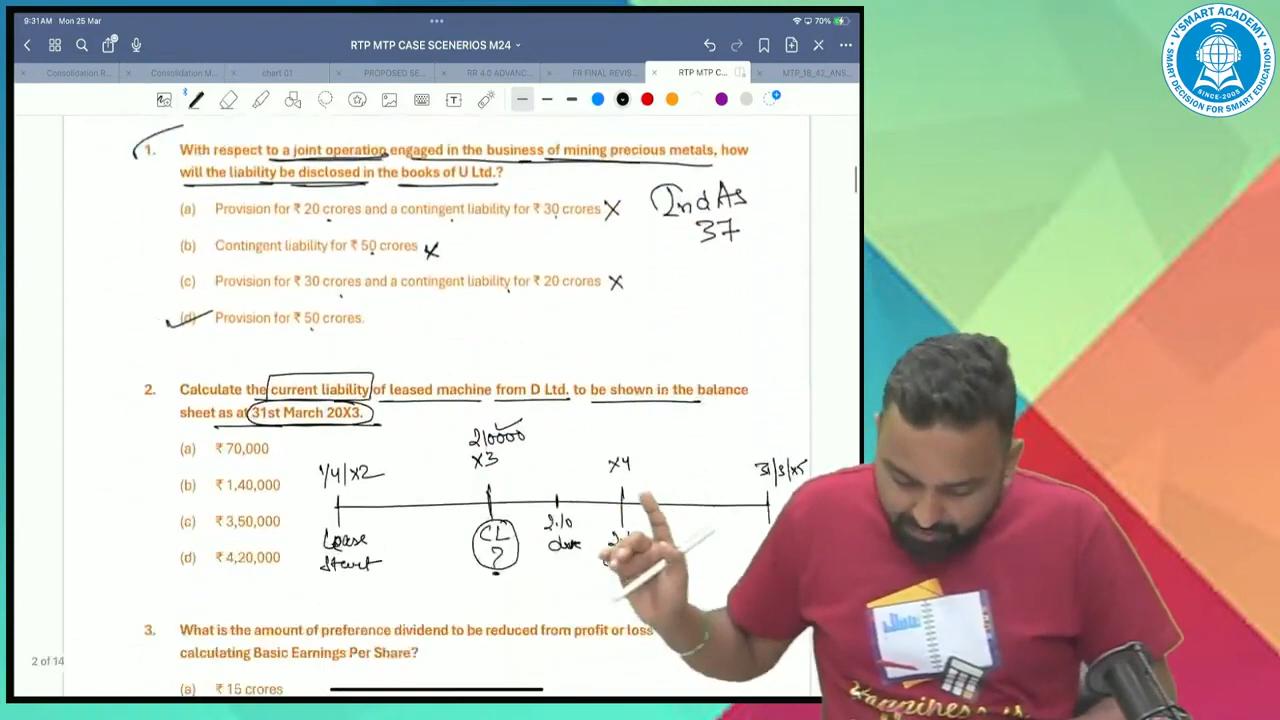 9:31AM Mon 25 Mar
70%
RTP MTP CASE SCENERIOS M24
Consolidation R...
Consolidation M...
chart 01
PROPOSED SE...
RR 4.0 ADVANC...
FR FINAL REVIS...
RTP MTP C...
MTP_18_42_ANS...
V'SMART ACADEMY
SINCE-2005
SMART DECISION FOR SMART EDUCATION
1. With respect to a joint operation engaged in the business of mining precious metals, how
will the liability be disclosed in the books of U Ltd.?
(a) Provision for ₹ 20 crores and a contingent liability for ₹ 30 crores
Ind As
37
(b) Contingent liability for ₹ 50 crores
(c) Provision for ₹ 30 crores and a contingent liability for ₹ 20 crores
(d) Provision for ₹ 50 crores.
2. Calculate the current liability of leased machine from D Ltd. to be shown in the balance
sheet as at 31st March 20X3.
(a) ₹ 70,000
(b) ₹ 1,40,000
(c) ₹ 3,50,000
(d) ₹ 4,20,000
210000
X3
1/4/X2
X4
31/3/X5
Lease
Start
CL
?
2.10
due
3. What is the amount of preference dividend to be reduced from profit or loss
calculating Basic Earnings Per Share?
(a) ₹ 15 crores
2 of 14